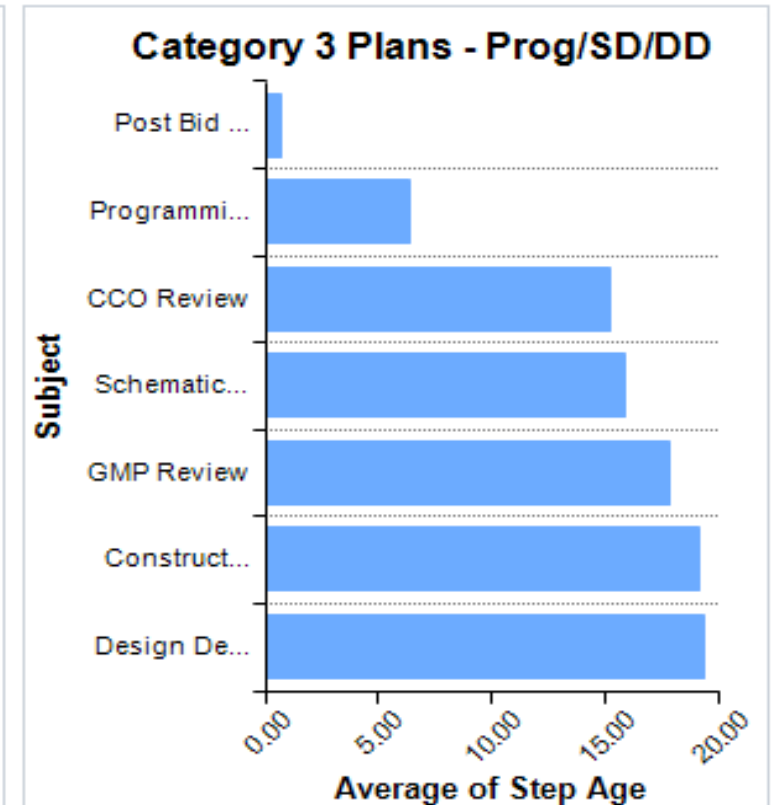 Category 3 Plans - Prog/SD/DD
Post Bid ...
Programmi...
CCO Review
Schematic...
GMP Review
Construct...
Design De...
Subject
0.00
5.00
10.00
15.00
20.00
Average of Step Age